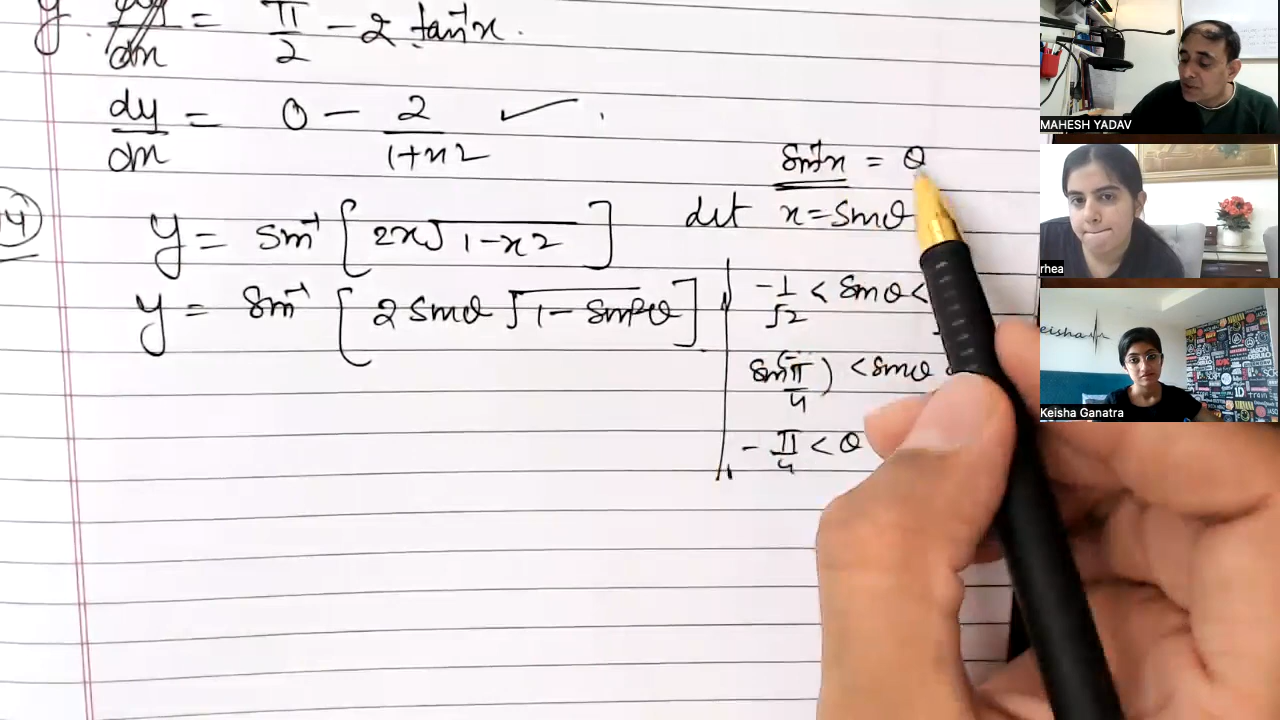 y. dy/dx = π/2 - 2 tan⁻¹x.
dy/dx = 0 - 2/1+x2 ✓
14 y = sin⁻¹ [2x√1-x2]
sin⁻¹x = θ
let x = sinθ
y = sin⁻¹ [2 sinθ √1-sin²θ]
-1/√2 < sinθ <
sin(-π/4) < sinθ
-π/4 < θ
MAHESH YADAV
rhea
keisha
Keisha Ganatra